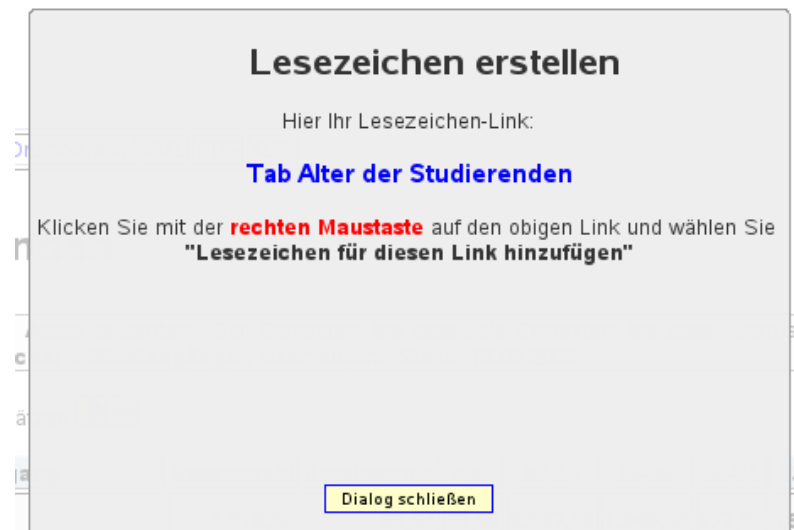 Lesezeichen erstellen
Hier Ihr Lesezeichen-Link:
Tab Alter der Studierenden
Klicken Sie mit der rechten Maustaste auf den obigen Link und wählen Sie
"Lesezeichen für diesen Link hinzufügen"
Dialog schließen